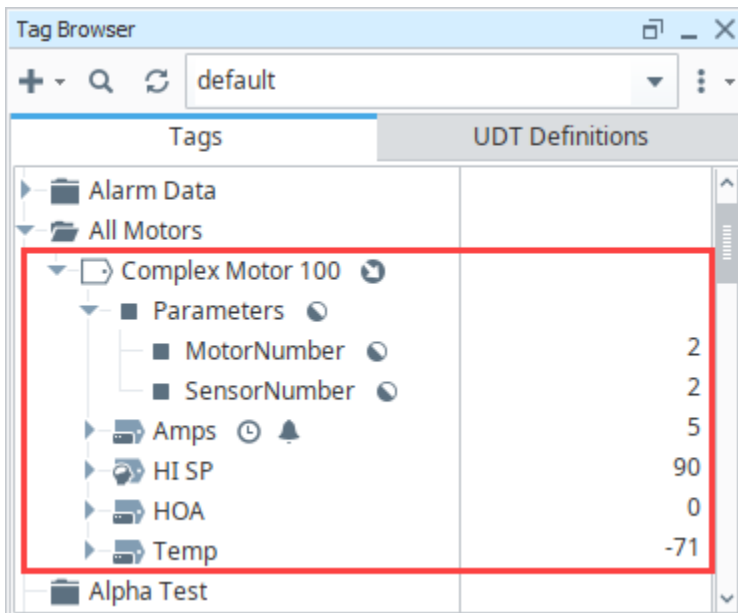 Tag Browser
default
Tags UDT Definitions
Alarm Data
All Motors
Complex Motor 100
Parameters
MotorNumber 2
SensorNumber 2
Amps 5
HI SP 90
HOA 0
Temp -71
Alpha Test